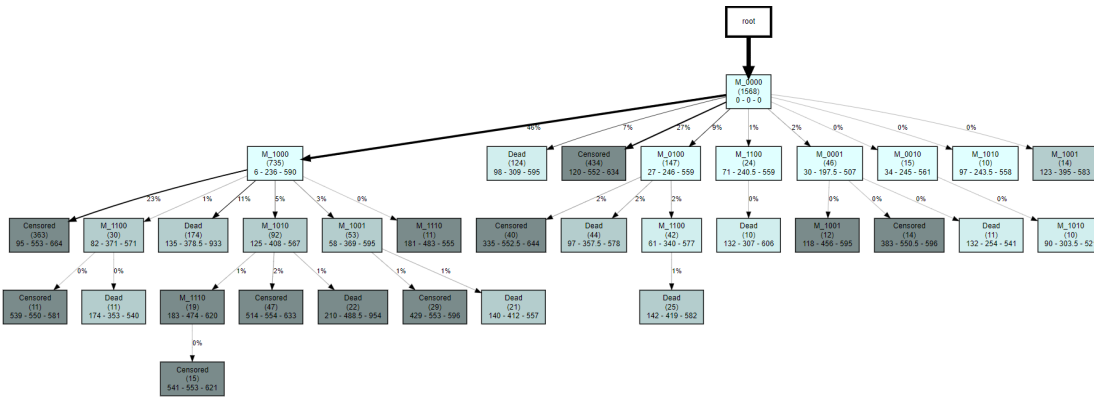 root
M_0000
(1568)
0 - 0 - 0
46%
7%
27%
9%
1%
2%
0%
0%
0%
M_1000
(735)
6 - 236 - 590
Dead
(124)
98 - 309 - 595
Censored
(434)
120 - 552 - 634
M_0100
(147)
27 - 246 - 559
M_1100
(24)
71 - 240.5 - 559
M_0001
(46)
30 - 197.5 - 507
M_0010
(15)
34 - 245 - 561
M_1010
(10)
97 - 243.5 - 558
M_1001
(14)
123 - 395 - 583
23%
1%
11%
5%
3%
0%
2%
2%
2%
0%
0%
0%
0%
0%
Censored
(363)
95 - 553 - 664
M_1100
(30)
82 - 371 - 571
Dead
(174)
135 - 378.5 - 933
M_1010
(92)
125 - 408 - 567
M_1001
(53)
58 - 369 - 595
M_1110
(11)
181 - 483 - 555
Censored
(40)
335 - 552.5 - 644
Dead
(44)
97 - 357.5 - 578
M_1100
(42)
61 - 340 - 577
Dead
(10)
132 - 307 - 606
M_1001
(12)
118 - 456 - 595
Censored
(14)
383 - 550.5 - 596
Dead
(11)
132 - 254 - 541
M_1010
(10)
90 - 303.5 - 52
0%
0%
1%
2%
1%
1%
1%
1%
Censored
(11)
539 - 550 - 581
Dead
(11)
174 - 353 - 540
M_1110
(19)
183 - 474 - 620
Censored
(47)
514 - 554 - 633
Dead
(22)
210 - 488.5 - 954
Censored
(29)
429 - 553 - 596
Dead
(21)
140 - 412 - 557
Dead
(25)
142 - 419 - 582
0%
Censored
(15)
541 - 553 - 621